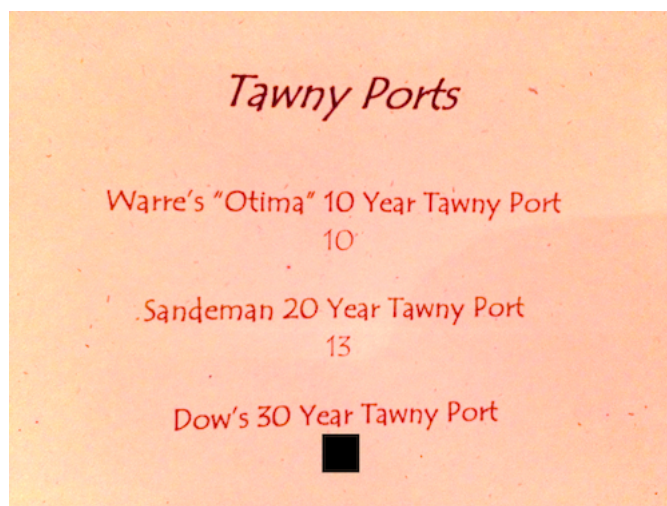 Tawny Ports
Warre's "Otima" 10 Year Tawny Port
10
Sandeman 20 Year Tawny Port
13
Dow's 30 Year Tawny Port